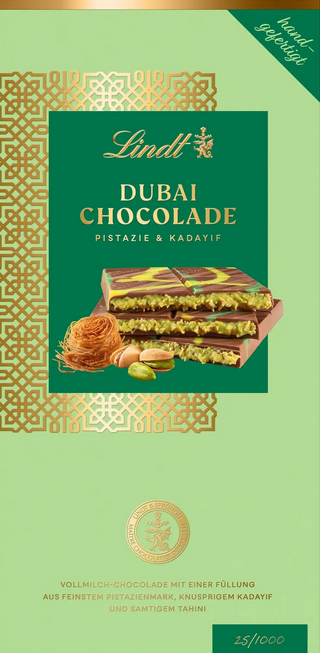 hand-
gefertigt
Lindt
DUBAI
CHOCOLADE
PISTAZIE & KADAYIF
VOLLMILCH-CHOCOLADE MIT EINER FÜLLUNG
AUS FEINSTEM PISTAZIENMARK, KNUSPRIGEM KADAYIF
UND SAMTIGEM TAHINI
25/1000